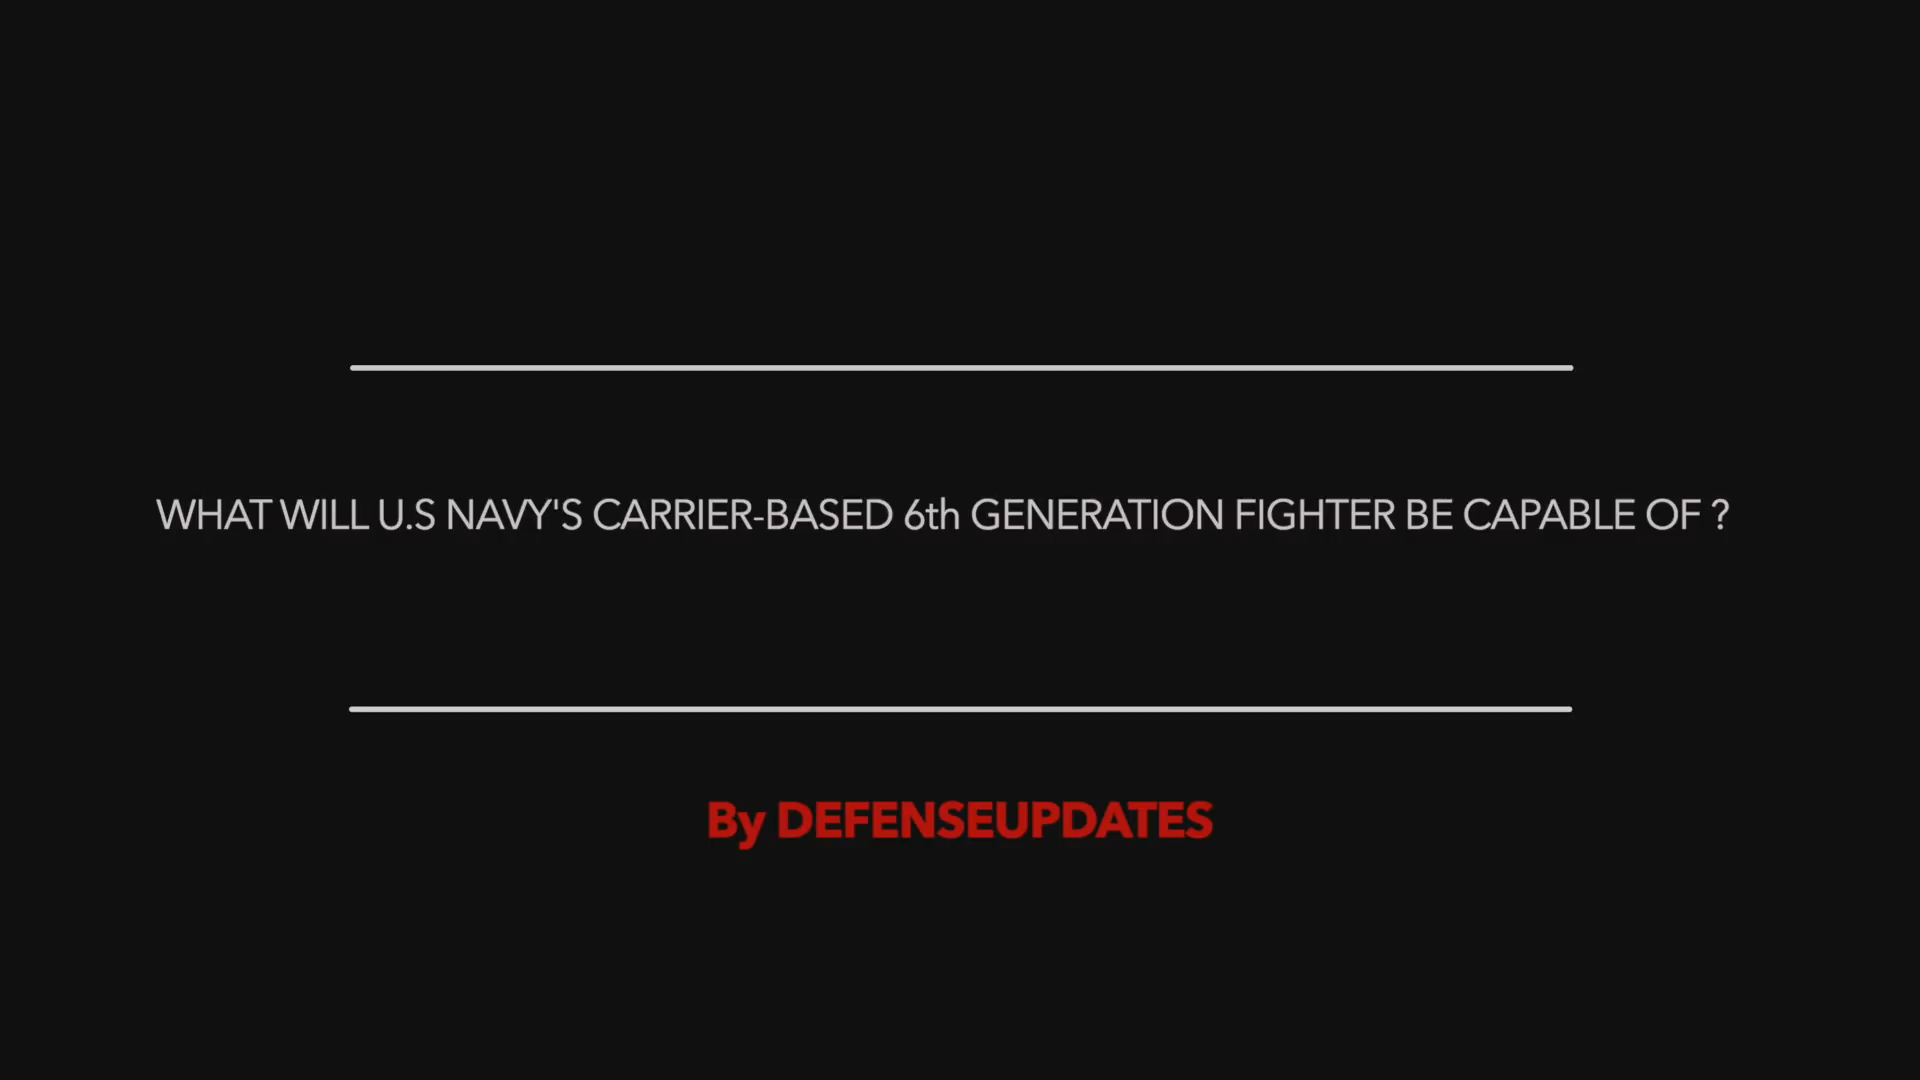 WHAT WILL U.S NAVY'S CARRIER-BASED 6th GENERATION FIGHTER BE CAPABLE OF ?
By DEFENSEUPDATES